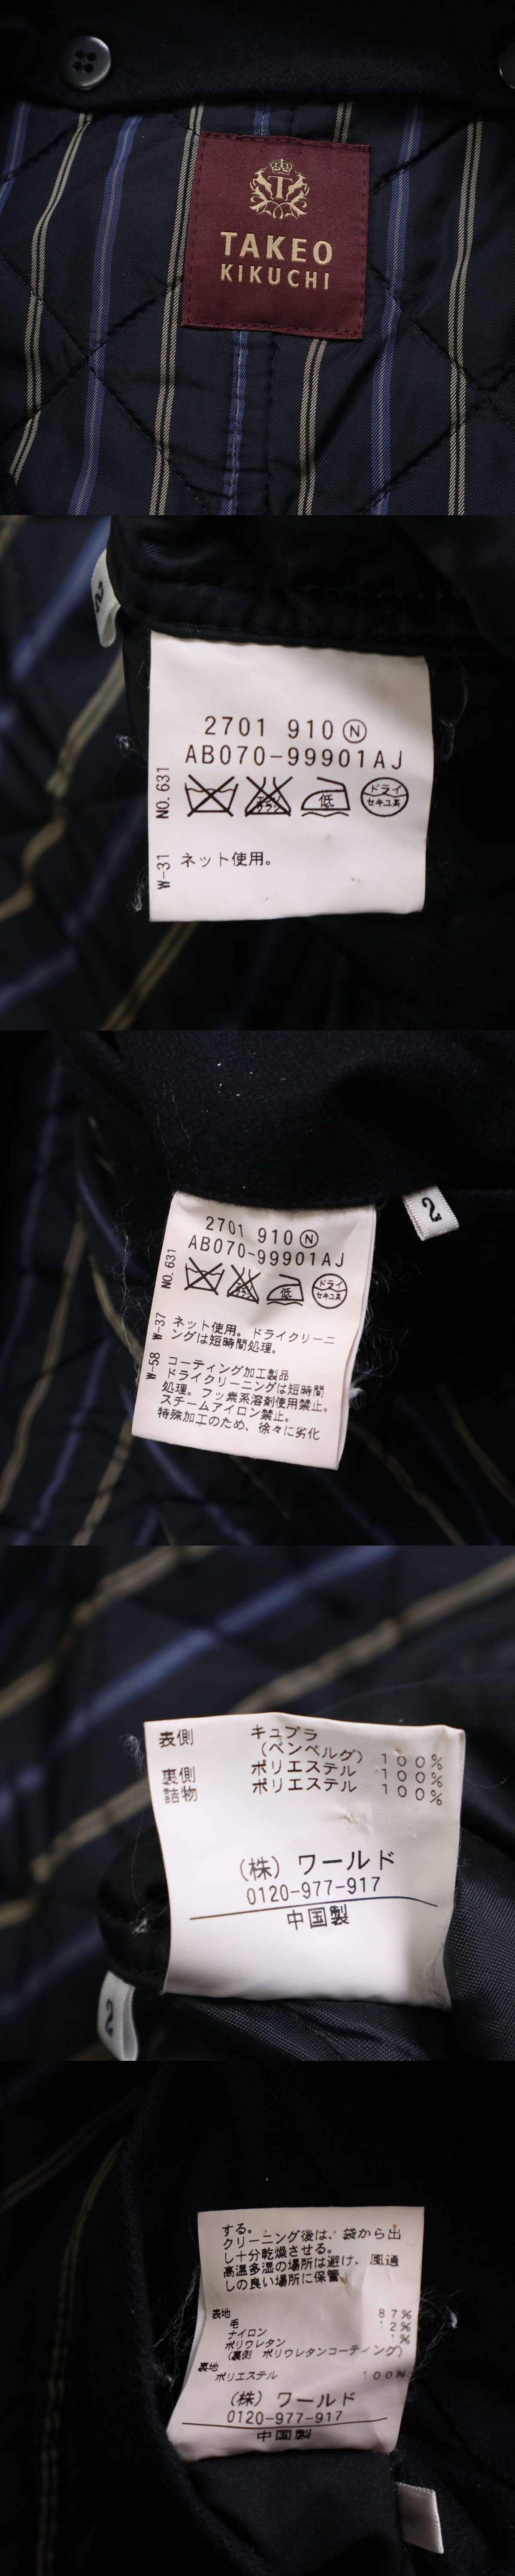 T
TAKEO
KIKUCHI
2
2701 910Ⓝ
AB070-99901AJ
NO.631
低
ドライ
セキユ系
W-31
ネット使用。
2
2701 910Ⓝ
AB070-99901AJ
NO.631
低
ドライ
セキユ系
W-37
ネット使用。ドライクリーニ
ングは短時間処理。
W-58
コーティング加工製品
ドライクリーニングは短時間
処理。フッ素系溶剤使用禁止。
スチームアイロン禁止。
特殊加工のため、徐々に劣化
表側 キュプラ
(ベンベルグ) 100%
裏側 ポリエステル 100%
詰物 ポリエステル 100%
(株)ワールド
0120-977-917
中国製
2
する。
クリーニング後は、袋から出
し十分乾燥させる。
高温多湿の場所は避け、風通
しの良い場所に保管。
表地
毛 87%
ナイロン 12%
ポリウレタン 1%
(裏側 ポリウレタンコーティング)
裏地
ポリエステル 100%
(株)ワールド
0120-977-917
中国製